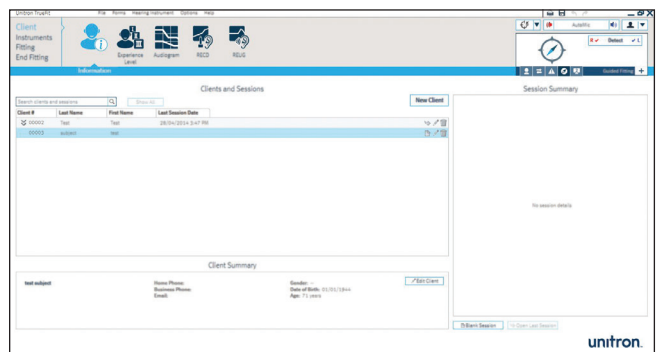 Unitron TrueFit File Forms Hearing Instrument Options Help
Client
Instruments
Fitting
End Fitting
Information
Experience Level
Audiogram
RECD
REUG
AutoMic
R Detect L
Guided Fitting +
Clients and Sessions
Search clients and sessions
Show All
New Client
Client # Last Name First Name Last Session Date
00002 Test Test 28/04/2014 3:47 PM
00003 subject test
Client Summary
test subject
Home Phone:
Business Phone:
Email:
Gender: -
Date of Birth: 01/01/1944
Age: 71 years
Edit Client
Session Summary
No session details
Blank Session
Open Last Session
unitron.